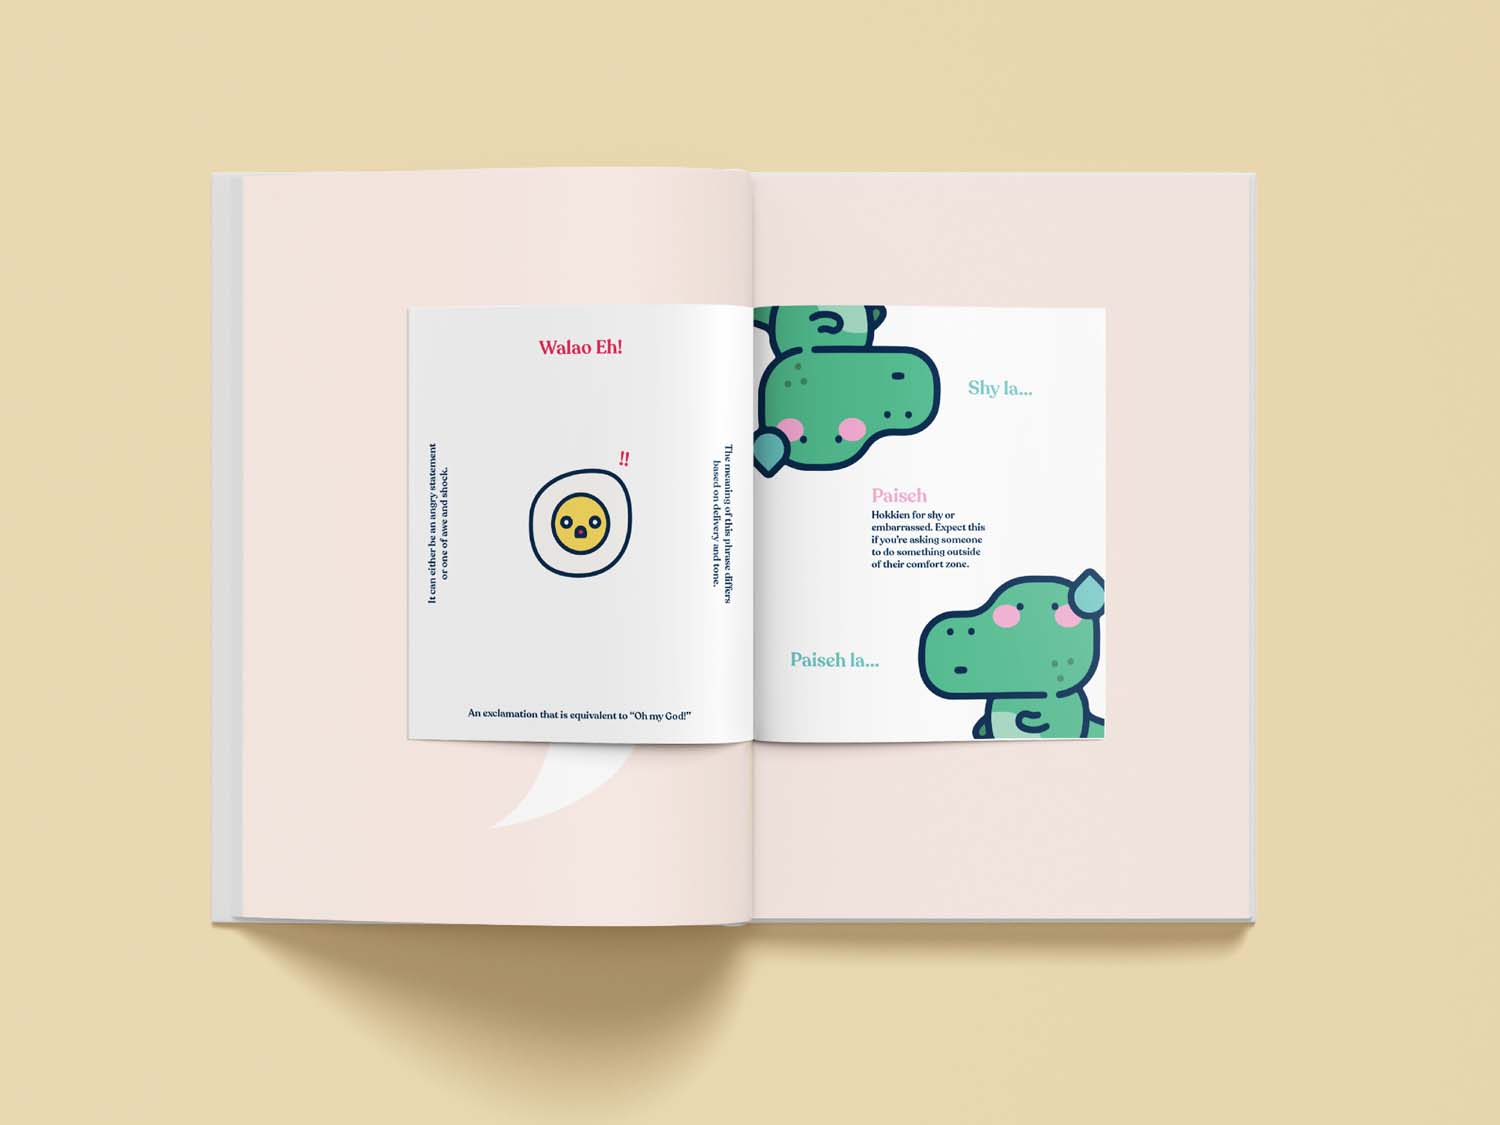 Walao Eh!
!!
It can either be an angry statement
or one of awe and shock.
The meaning of this phrase differs
based on delivery and tone.
An exclamation that is equivalent to “Oh my God!”
Shy la...
Paiseh
Hokkien for shy or
embarrassed. Expect this
if you’re asking someone
to do something outside
of their comfort zone.
Paiseh la...